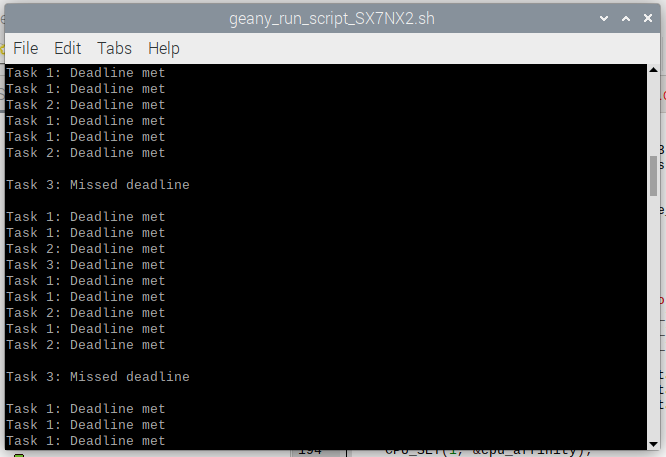 geany_run_script_SX7NX2.sh
File Edit Tabs Help
Task 1: Deadline met
Task 1: Deadline met
Task 2: Deadline met
Task 1: Deadline met
Task 1: Deadline met
Task 2: Deadline met
Task 3: Missed deadline
Task 1: Deadline met
Task 1: Deadline met
Task 2: Deadline met
Task 3: Deadline met
Task 1: Deadline met
Task 1: Deadline met
Task 2: Deadline met
Task 1: Deadline met
Task 2: Deadline met
Task 3: Missed deadline
Task 1: Deadline met
Task 1: Deadline met
Task 1: Deadline met
194 CPU_SET(1, &cpu_affinity);